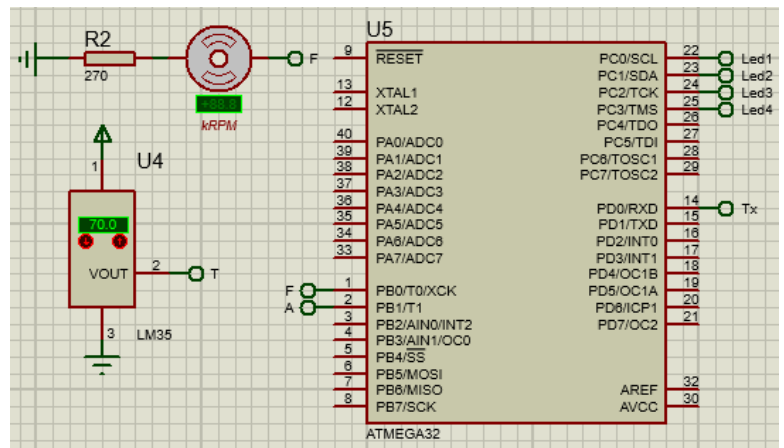 R2
270
F
+88.8
kRPM
1
U4
70.0
VOUT
2
T
3
LM35
U5
9 RESET
13 XTAL1
12 XTAL2
40 PA0/ADC0
39 PA1/ADC1
38 PA2/ADC2
37 PA3/ADC3
36 PA4/ADC4
35 PA5/ADC5
34 PA6/ADC6
33 PA7/ADC7
F 1 PB0/T0/XCK
A 2 PB1/T1
3 PB2/AIN0/INT2
4 PB3/AIN1/OC0
5 PB4/SS
6 PB5/MOSI
7 PB6/MISO
8 PB7/SCK
PC0/SCL 22 Led1
PC1/SDA 23 Led2
PC2/TCK 24 Led3
PC3/TMS 25 Led4
PC4/TDO 26
PC5/TDI 27
PC6/TOSC1 28
PC7/TOSC2 29
PD0/RXD 14 Tx
PD1/TXD 15
PD2/INT0 16
PD3/INT1 17
PD4/OC1B 18
PD5/OC1A 19
PD6/ICP1 20
PD7/OC2 21
AREF 32
AVCC 30
ATMEGA32